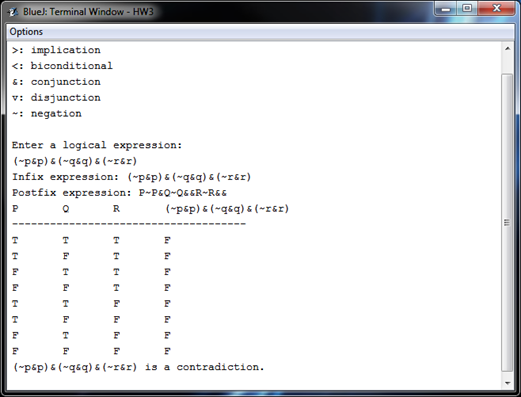 BlueJ: Terminal Window - HW3
Options
>: implication
<: biconditional
&: conjunction
v: disjunction
~: negation
Enter a logical expression:
(~p&p)&(~q&q)&(~r&r)
Infix expression: (~p&p)&(~q&q)&(~r&r)
Postfix expression: P~P&Q~Q&&R~R&&
P Q R (~p&p)&(~q&q)&(~r&r)
-------------------------------------
T T T F
T F T F
F T T F
F F T F
T T F F
T F F F
F T F F
F F F F
(~p&p)&(~q&q)&(~r&r) is a contradiction.